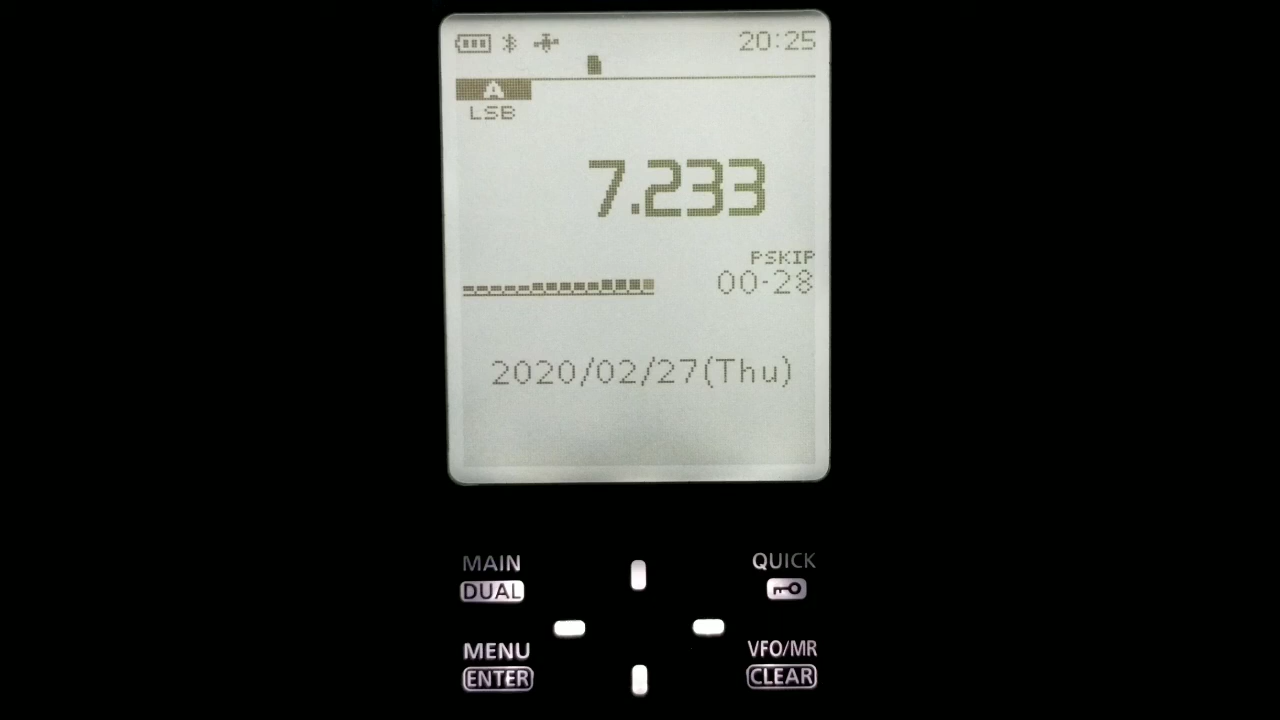 20:25
A
LSB
7.233
PSKIP
00-28
2020/02/27(Thu)
MAIN
QUICK
DUAL
MENU
VFO/MR
ENTER
CLEAR